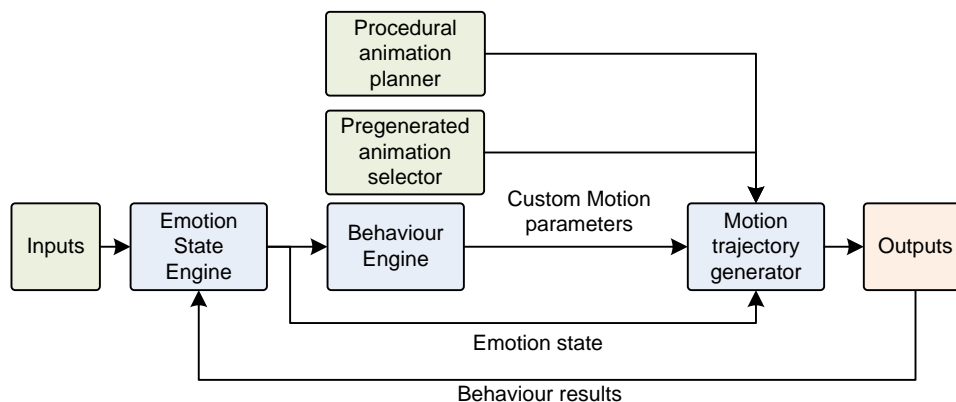 Procedural
animation
planner
Pregenerated
animation
selector
Custom Motion
parameters
Inputs
Emotion
State
Engine
Behaviour
Engine
Motion
trajectory
generator
Outputs
Emotion state
Behaviour results